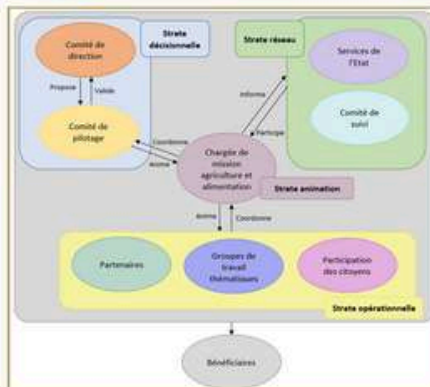 Comité de
direction
Strate
décisionnelle
Propose
Valide
Comité de
pilotage
Strate réseau
Services de
l'Etat
Comité de
suivi
Informe
Participe
Coordonne
Anime
Chargée de
mission
agriculture et
alimentation
Strate animation
Anime
Coordonne
Partenaires
Groupes de
travail
thématiques
Participation
des citoyens
Strate opérationnelle
Bénéficiaires